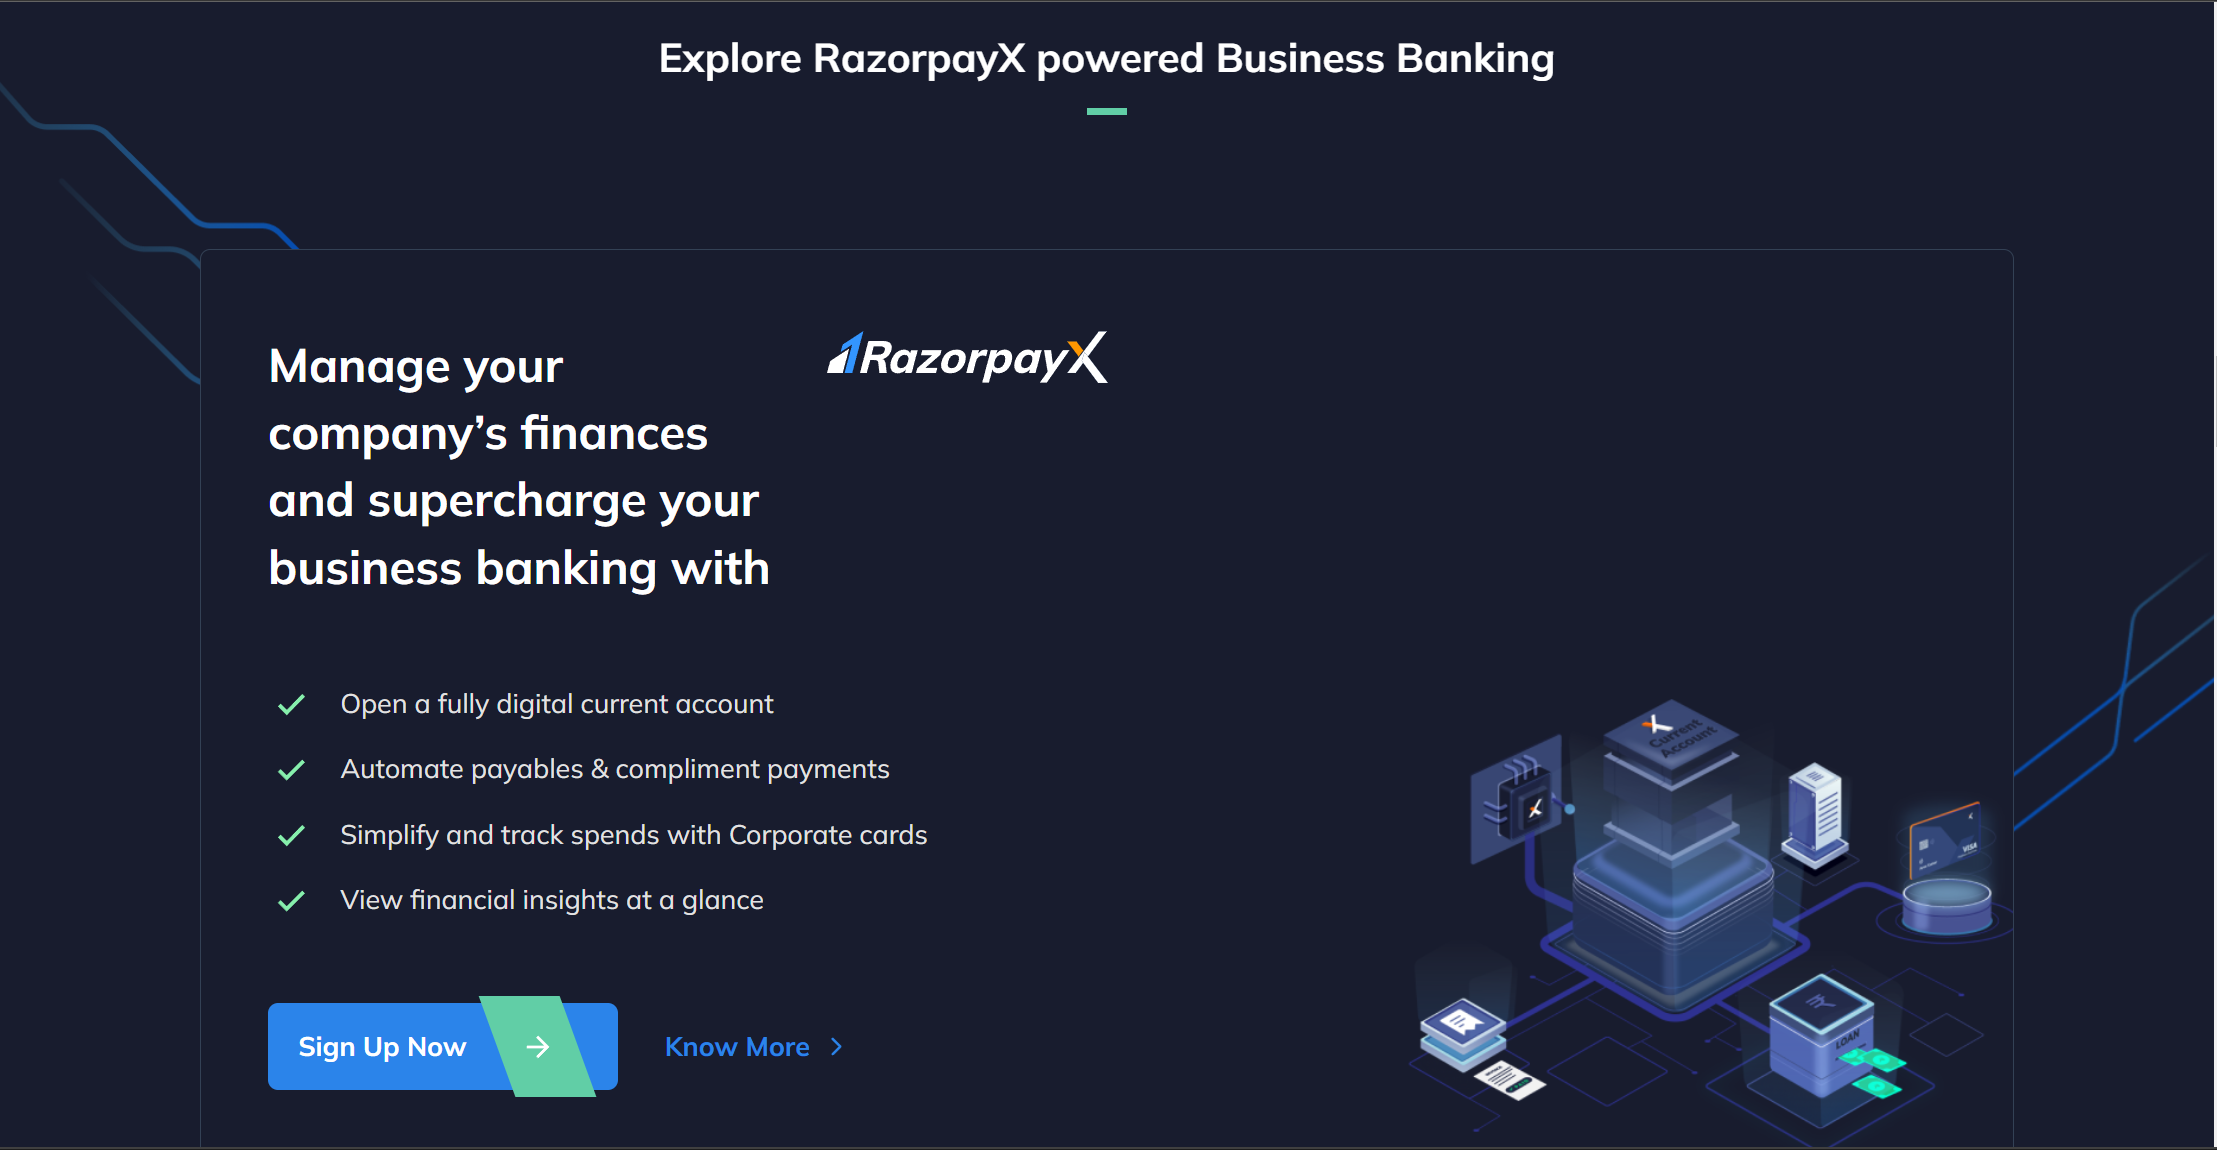 Explore RazorpayX powered Business Banking
Manage your
company’s finances
and supercharge your
business banking with
RazorpayX
Open a fully digital current account
Automate payables & compliment payments
Simplify and track spends with Corporate cards
View financial insights at a glance
Sign Up Now
Know More
Current
Account
VISA
LOAN